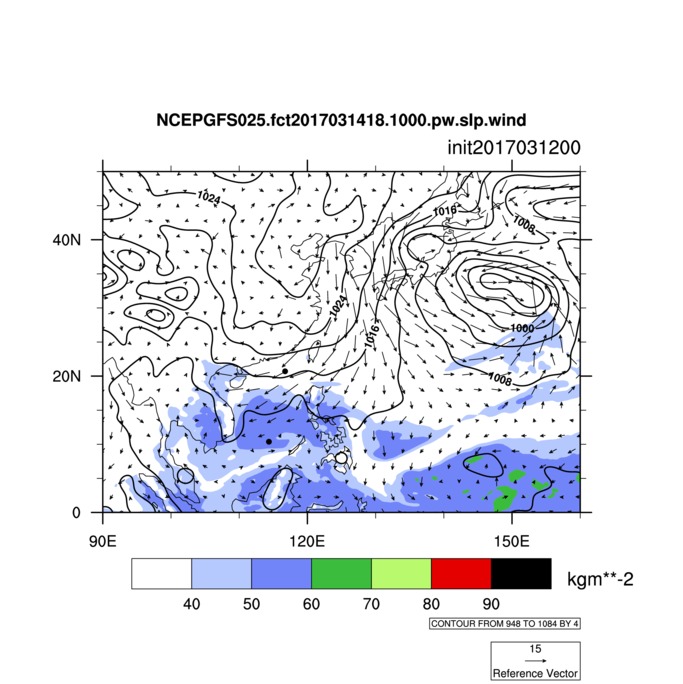 NCEPGFS025.fct2017031418.1000.pw.slp.wind
init2017031200
1024
1016
1008
40N
1024
1016
1000
20N
1008
0
90E 120E 150E
40 50 60 70 80 90 kgm**-2
CONTOUR FROM 948 TO 1084 BY 4
15
Reference Vector